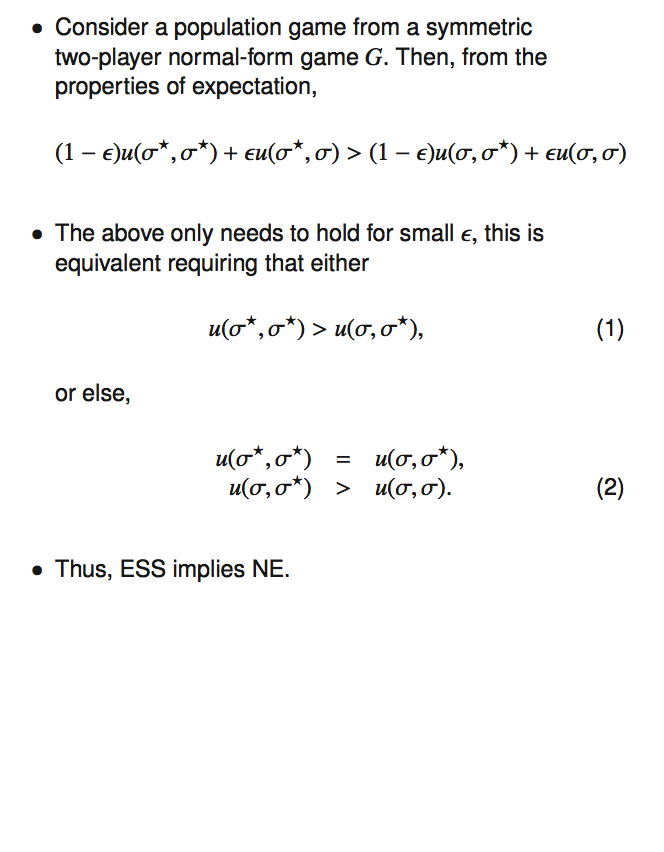 • Consider a population game from a symmetric
two-player normal-form game G. Then, from the
properties of expectation,
(1 − ϵ)u(σ★, σ★) + ϵu(σ★, σ) > (1 − ϵ)u(σ, σ★) + ϵu(σ, σ)
• The above only needs to hold for small ϵ, this is
equivalent requiring that either
u(σ★, σ★) > u(σ, σ★), (1)
or else,
u(σ★, σ★) = u(σ, σ★),
u(σ, σ★) > u(σ, σ). (2)
• Thus, ESS implies NE.